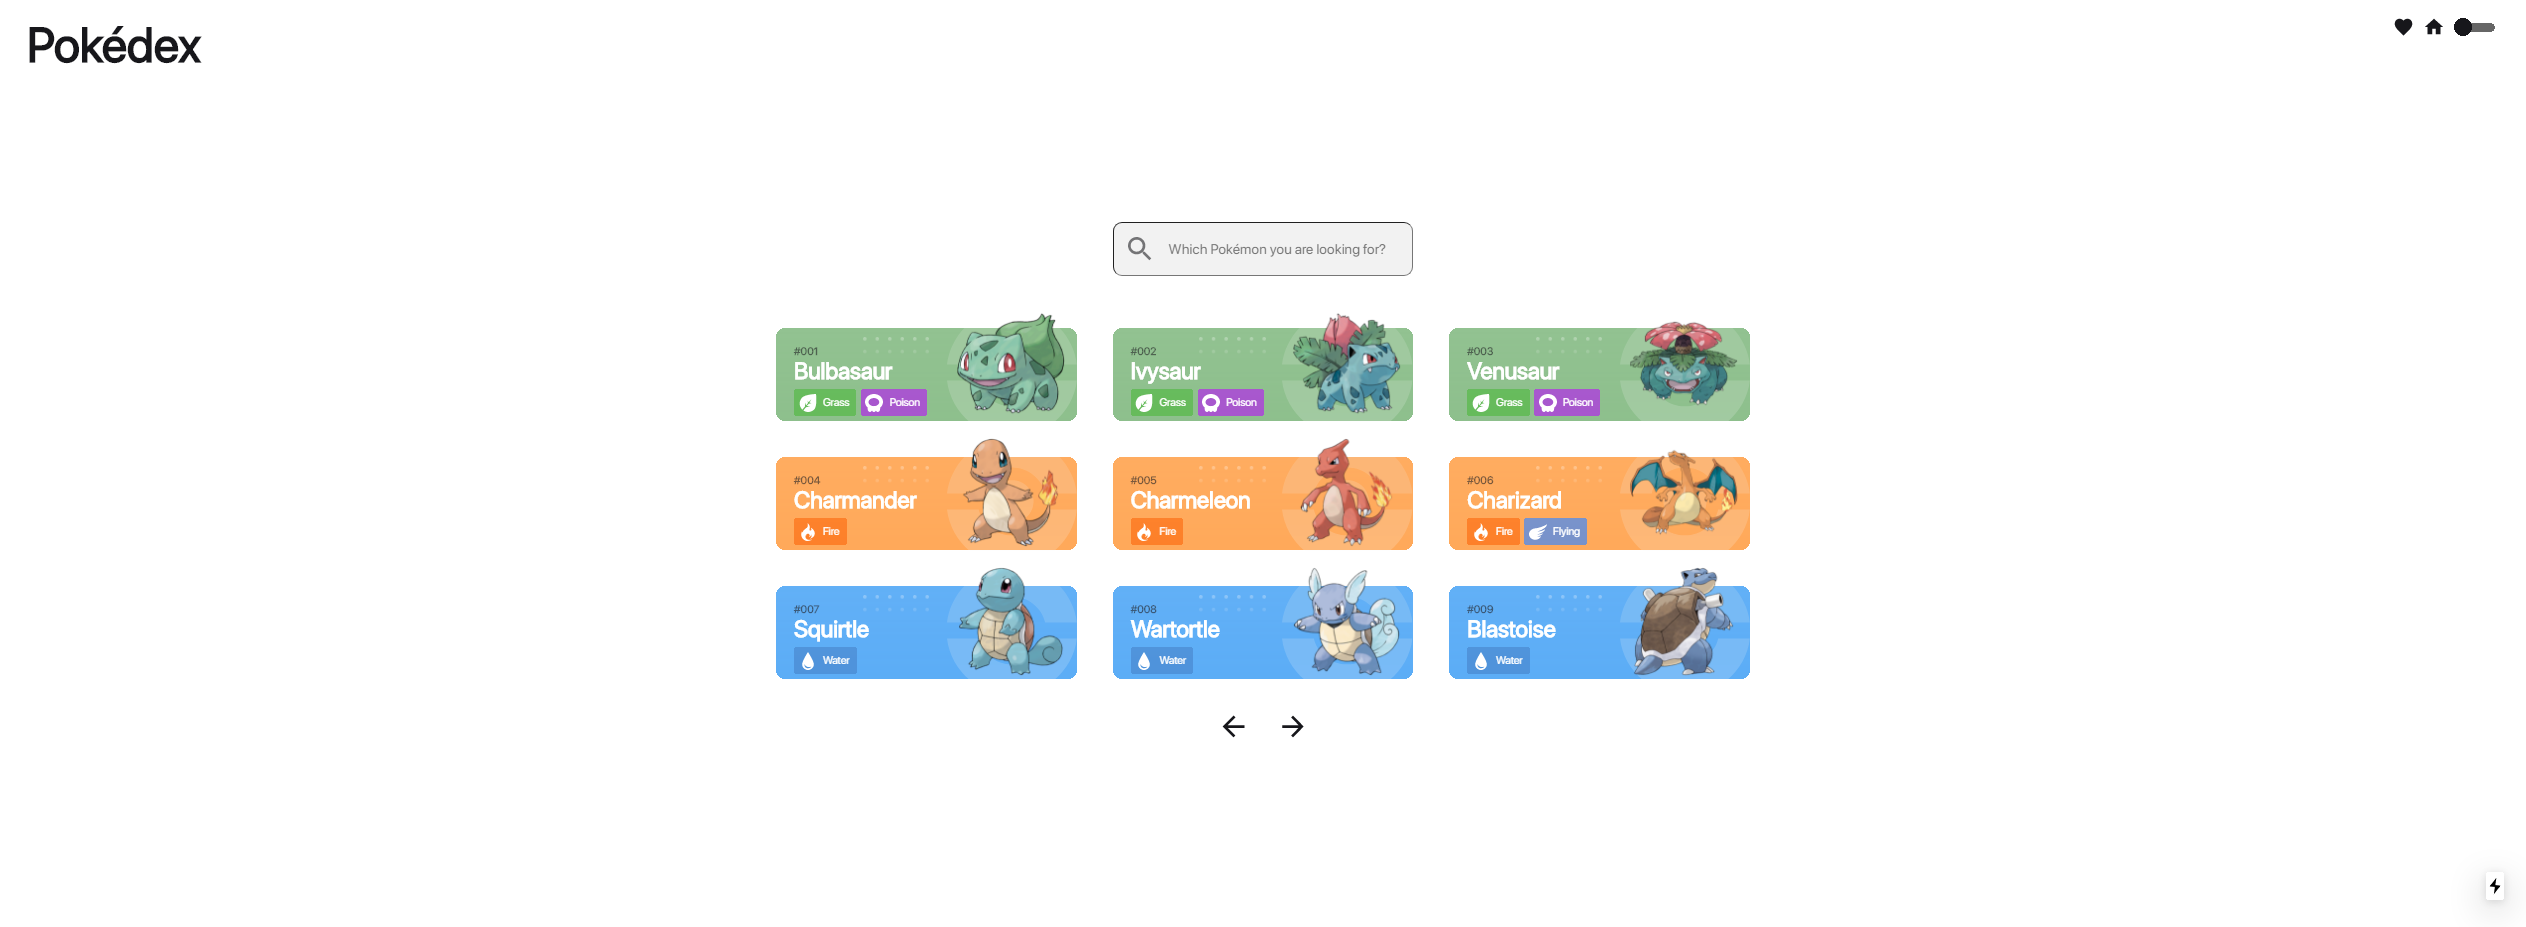 Pokédex
Which Pokémon you are looking for?
#001
Bulbasaur
Grass Poison
#002
Ivysaur
Grass Poison
#003
Venusaur
Grass Poison
#004
Charmander
Fire
#005
Charmeleon
Fire
#006
Charizard
Fire Flying
#007
Squirtle
Water
#008
Wartortle
Water
#009
Blastoise
Water